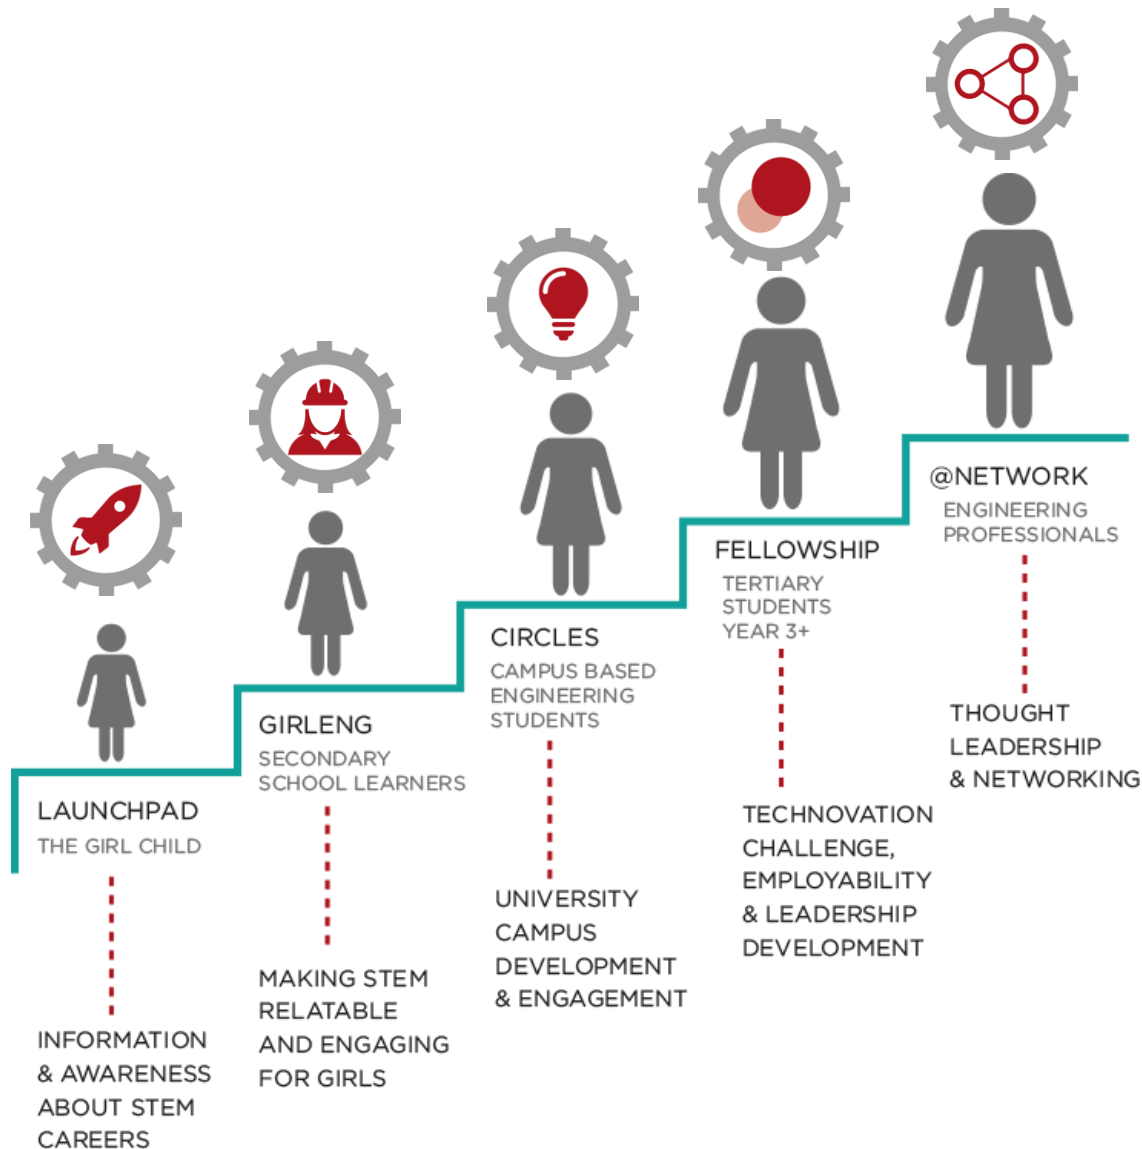 LAUNCHPAD
THE GIRL CHILD
INFORMATION
& AWARENESS
ABOUT STEM
CAREERS
GIRLENG
SECONDARY
SCHOOL LEARNERS
MAKING STEM
RELATABLE
AND ENGAGING
FOR GIRLS
CIRCLES
CAMPUS BASED
ENGINEERING
STUDENTS
UNIVERSITY
CAMPUS
DEVELOPMENT
& ENGAGEMENT
FELLOWSHIP
TERTIARY
STUDENTS
YEAR 3+
TECHNOVATION
CHALLENGE,
EMPLOYABILITY
& LEADERSHIP
DEVELOPMENT
@NETWORK
ENGINEERING
PROFESSIONALS
THOUGHT
LEADERSHIP
& NETWORKING